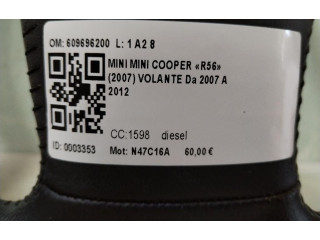 OM: 609696200 L: 1 A2 8
MINI MINI COOPER «R56»
(2007) VOLANTE Da 2007 A
2012
CC:1598 diesel
ID: 0003353 Mot: N47C16A 60,00 €